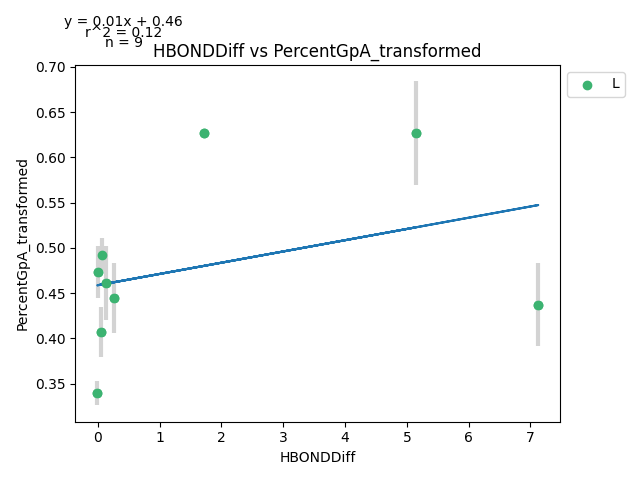 y = 0.01x + 0.46
r^2 = 0.12
n = 9
HBONDDiff vs PercentGpA_transformed
L
PercentGpA_transformed
0.70
0.65
0.60
0.55
0.50
0.45
0.40
0.35
0 1 2 3 4 5 6 7
HBONDDiff